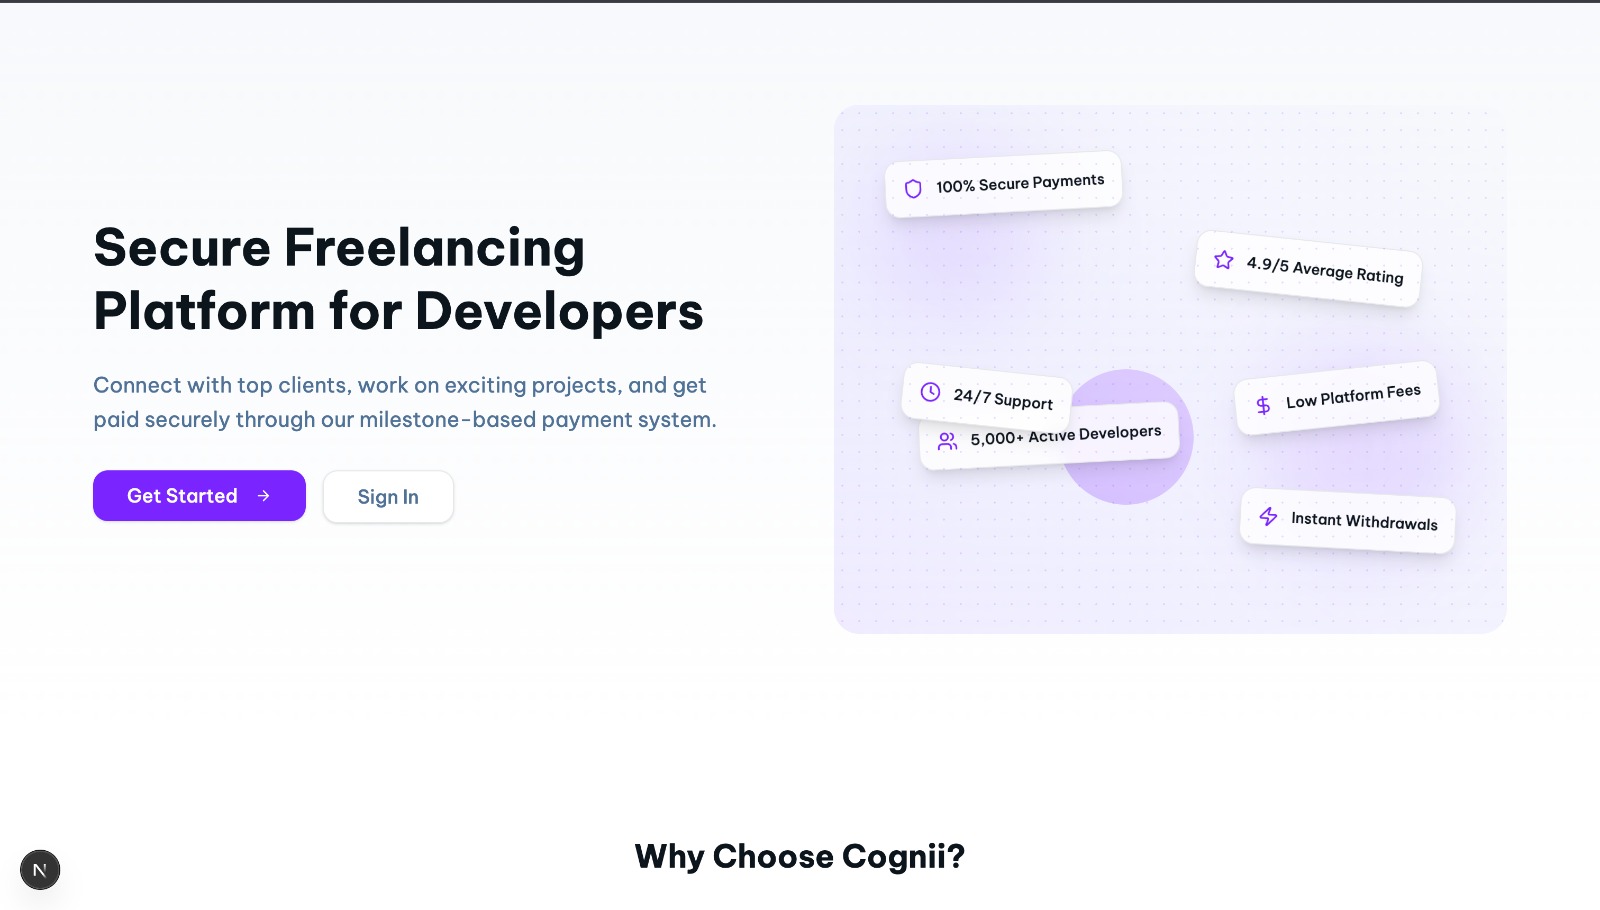 Secure Freelancing
Platform for Developers
Connect with top clients, work on exciting projects, and get
paid securely through our milestone-based payment system.
Get Started
Sign In
100% Secure Payments
4.9/5 Average Rating
24/7 Support
5,000+ Active Developers
Low Platform Fees
Instant Withdrawals
Why Choose Cognii?
N